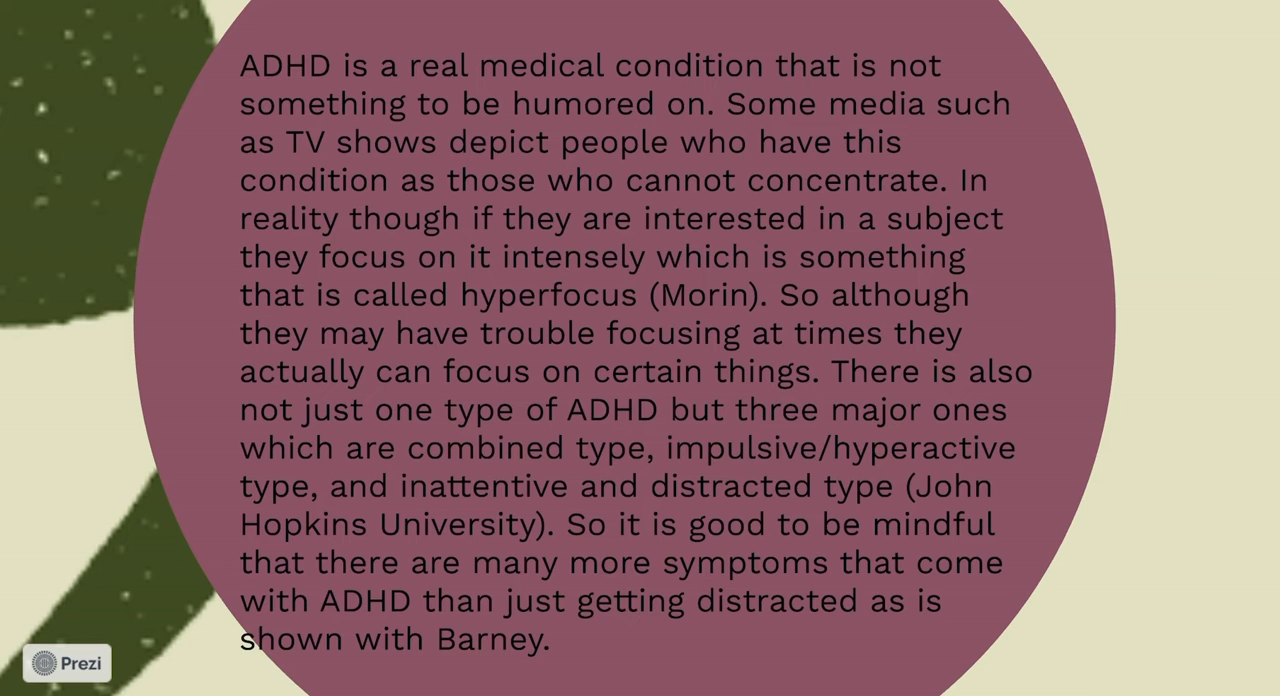 ADHD is a real medical condition that is not
something to be humored on. Some media such
as TV shows depict people who have this
condition as those who cannot concentrate. In
reality though if they are interested in a subject
they focus on it intensely which is something
that is called hyperfocus (Morin). So although
they may have trouble focusing at times they
actually can focus on certain things. There is also
not just one type of ADHD but three major ones
which are combined type, impulsive/hyperactive
type, and inattentive and distracted type (John
Hopkins University). So it is good to be mindful
that there are many more symptoms that come
with ADHD than just getting distracted as is
shown with Barney.
Prezi